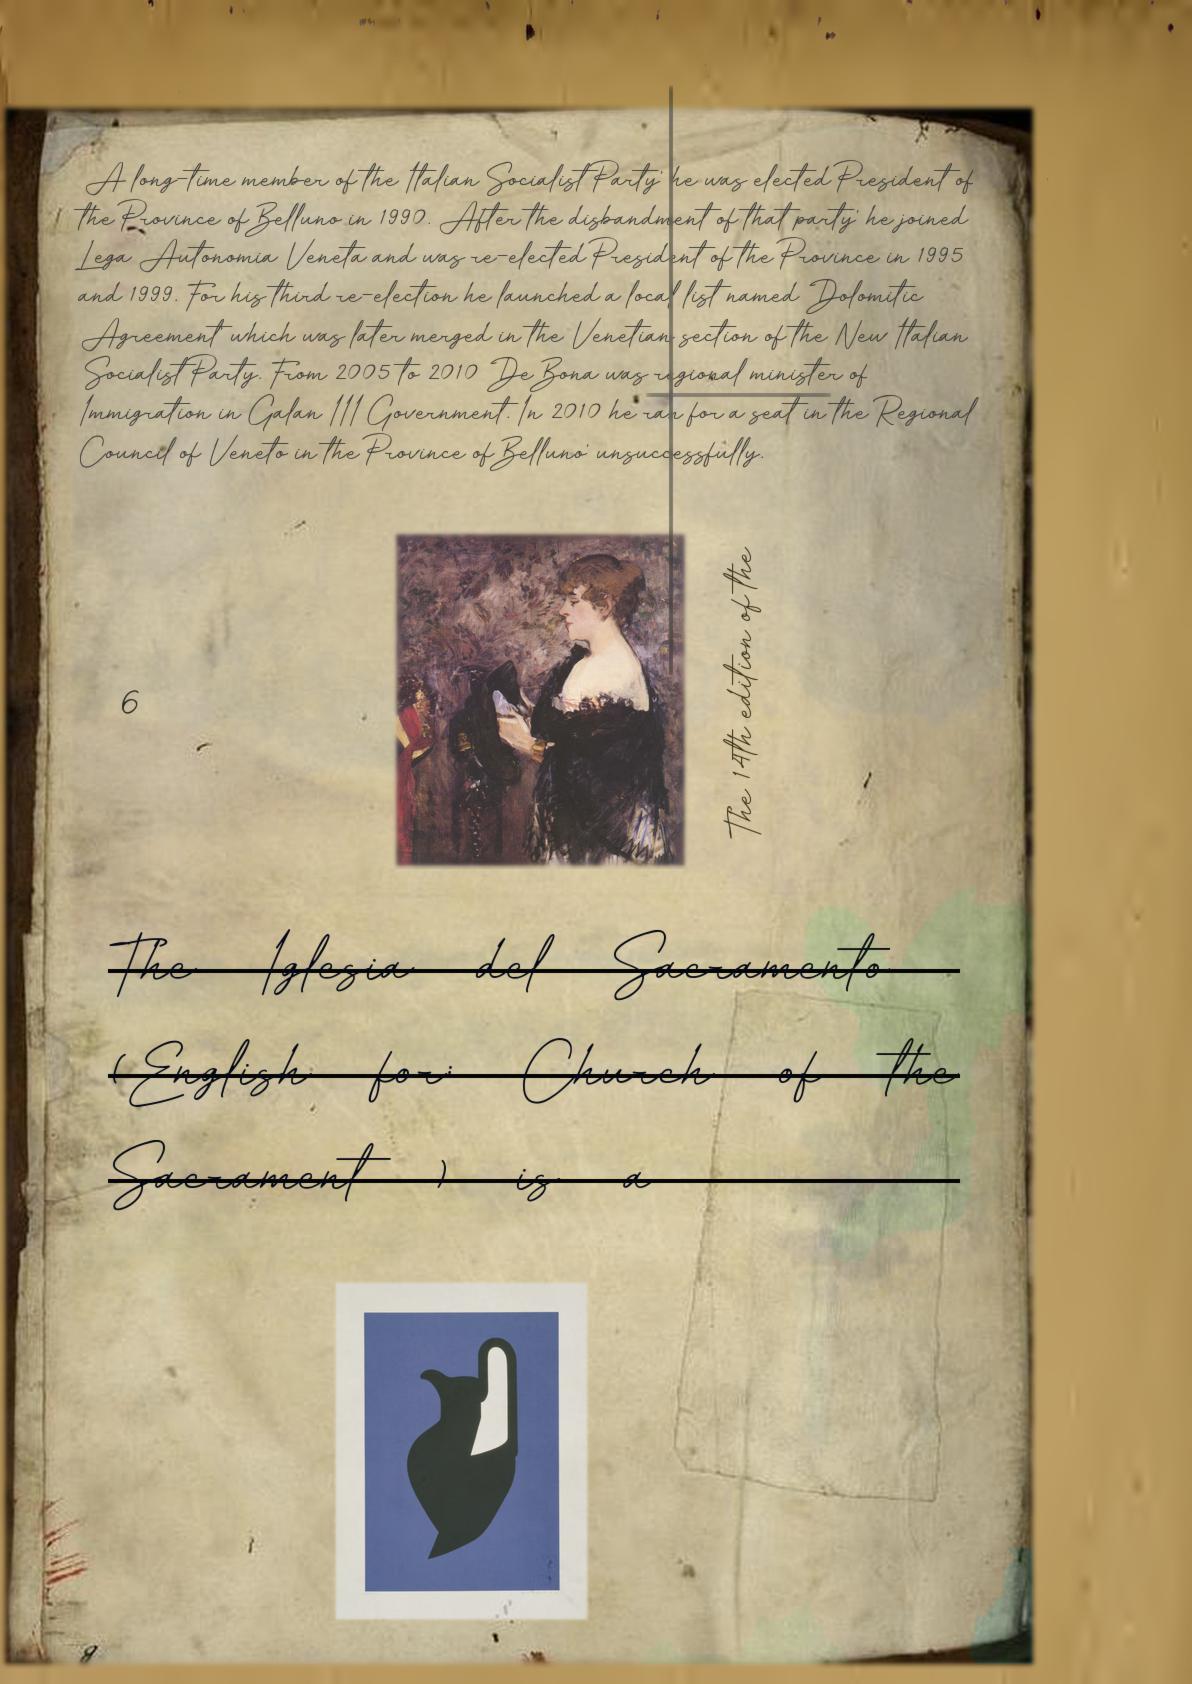 A long-time member of the Italian Socialist Party, he was elected President of
the Province of Belluno in 1990. After the disbandment of that party, he joined
Lega Autonomia Veneta and was re-elected President of the Province in 1995
and 1999. For his third re-election he launched a local list named Dolomitic
Agreement, which was later merged in the Venetian section of the New Italian
Socialist Party. From 2005 to 2010 De Bona was regional minister of
Immigration in Galan III Government. In 2010 he ran for a seat in the Regional
Council of Veneto in the Province of Belluno, unsuccessfully.
The 14th edition of the
6
The Iglesia del Sacramento
(English for: Church of the
Sacrament ) is a
8